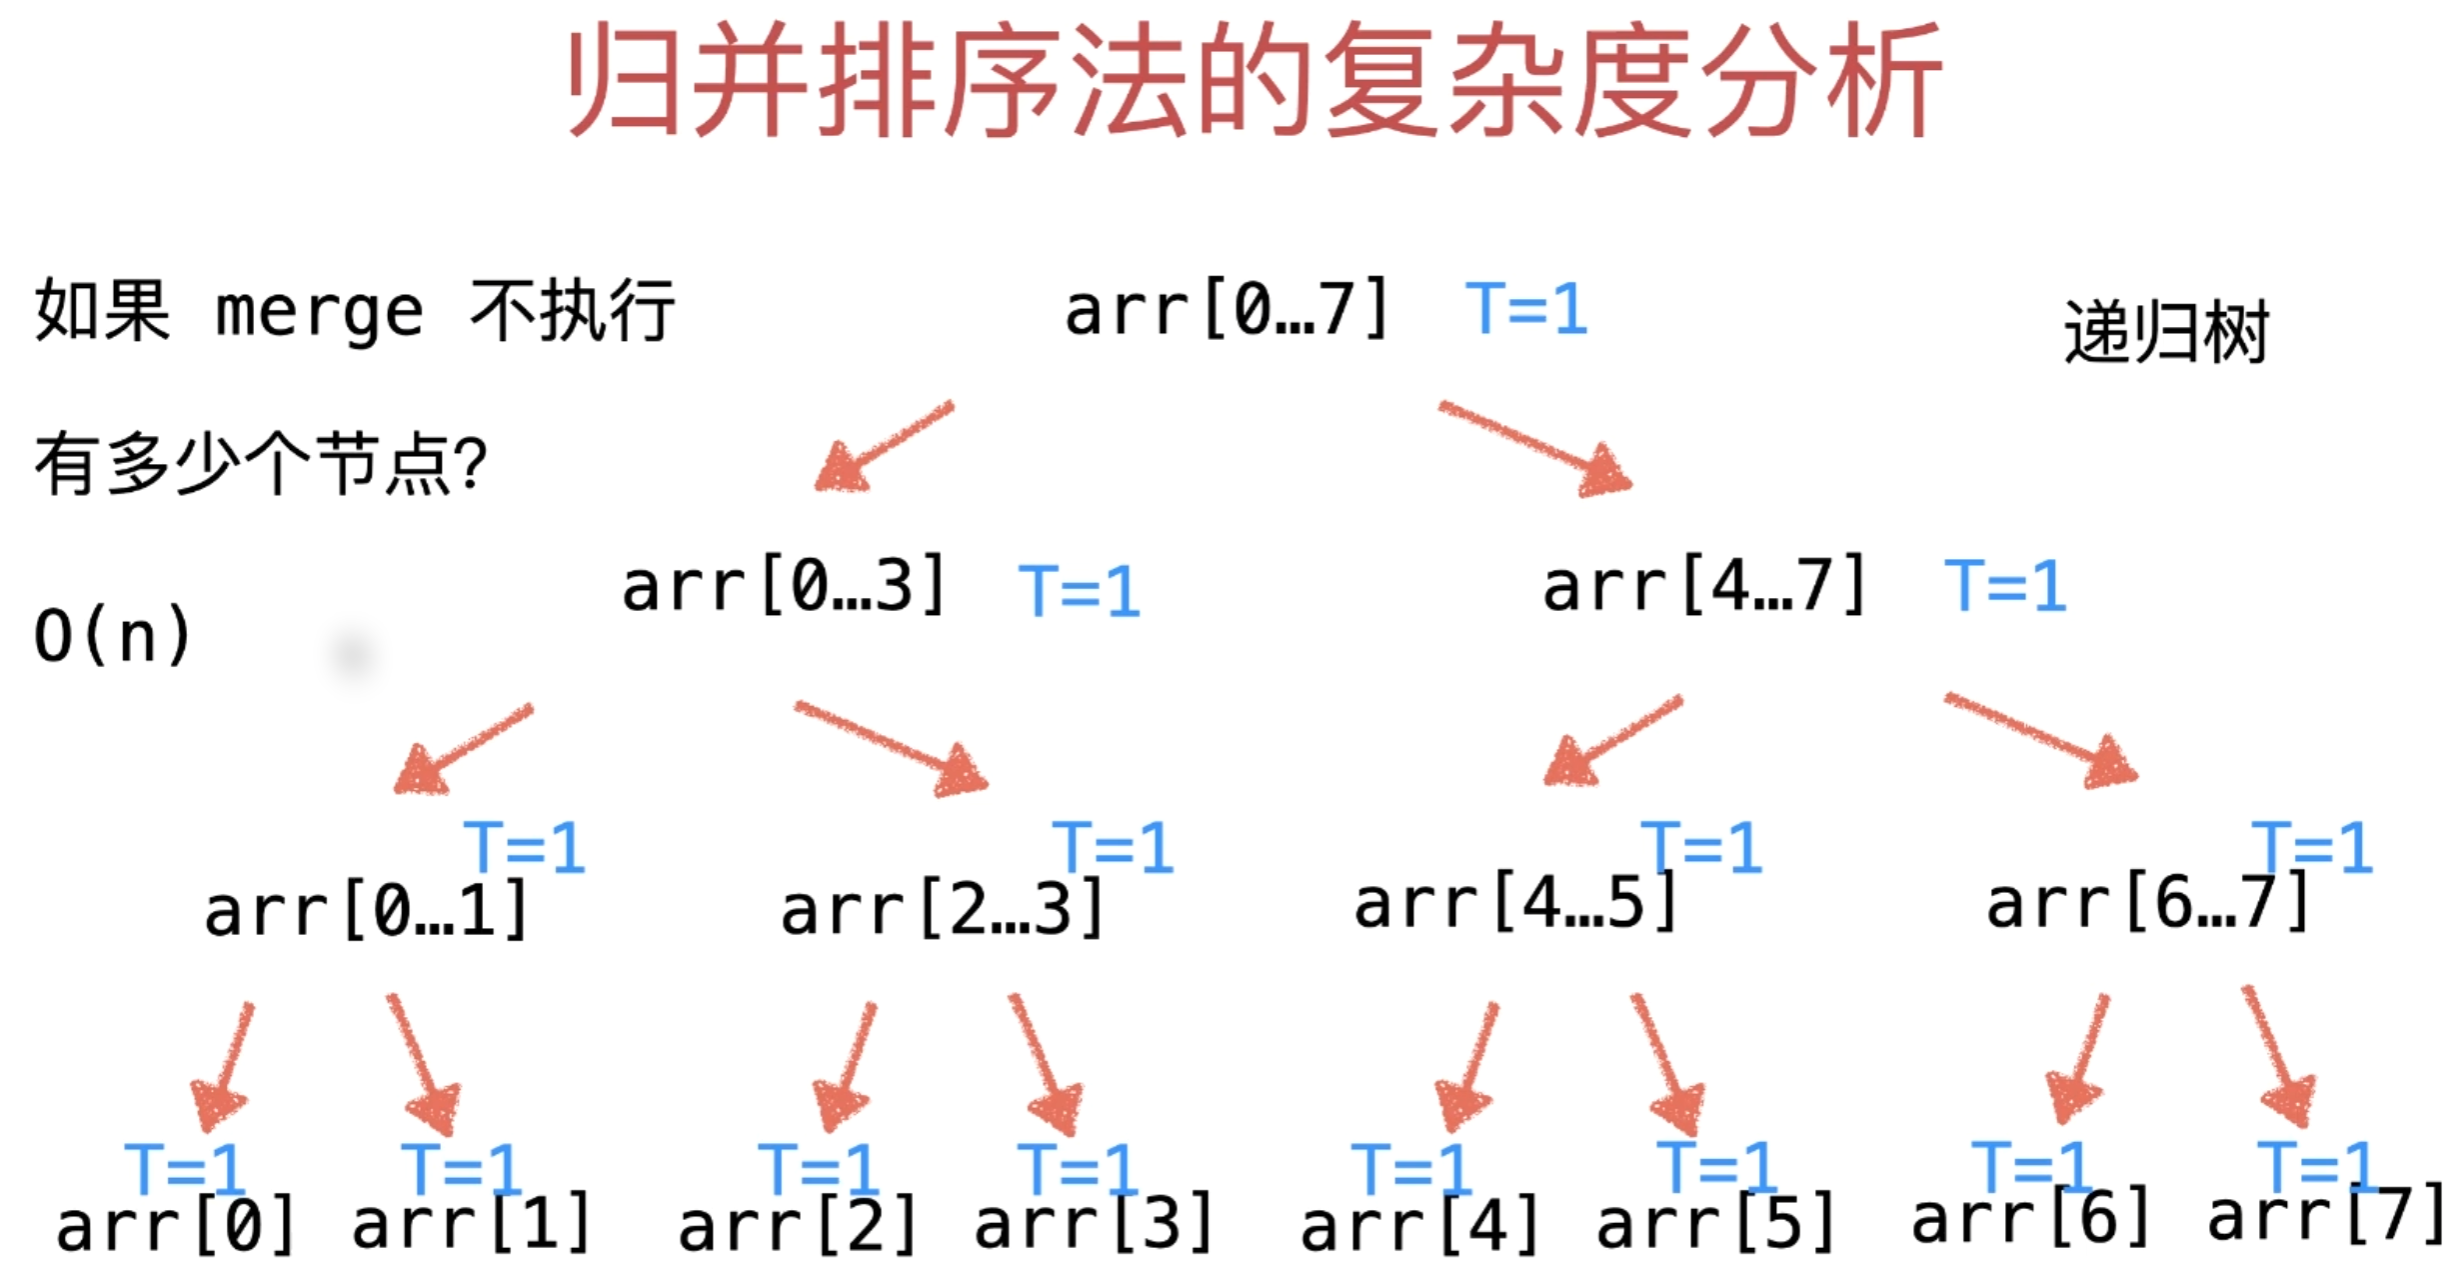 归并排序法的复杂度分析
如果 merge 不执行
arr[0…7] T=1
递归树
有多少个节点?
arr[0…3] T=1
arr[4…7] T=1
O(n)
T=1 T=1 T=1 T=1
arr[0…1] arr[2…3] arr[4…5] arr[6…7]
T=1 T=1 T=1 T=1 T=1 T=1 T=1 T=1
arr[0] arr[1] arr[2] arr[3] arr[4] arr[5] arr[6] arr[7]